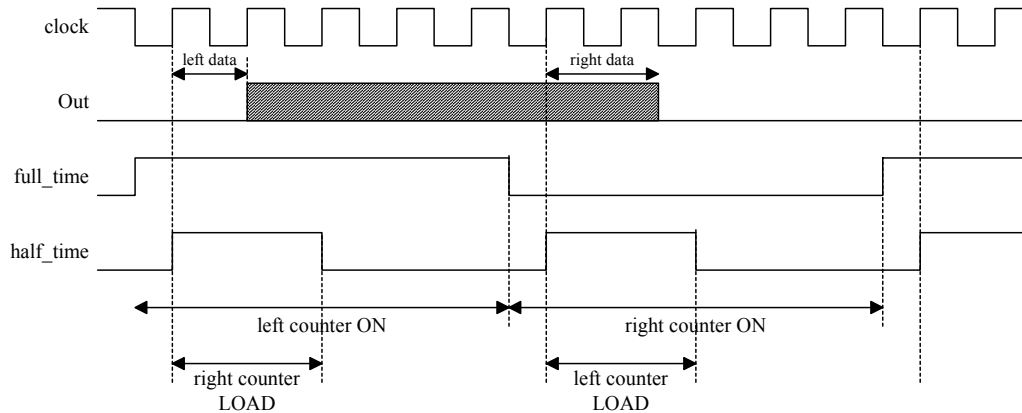 clock
left data
right data
Out
full_time
half_time
left counter ON
right counter ON
right counter
LOAD
left counter
LOAD